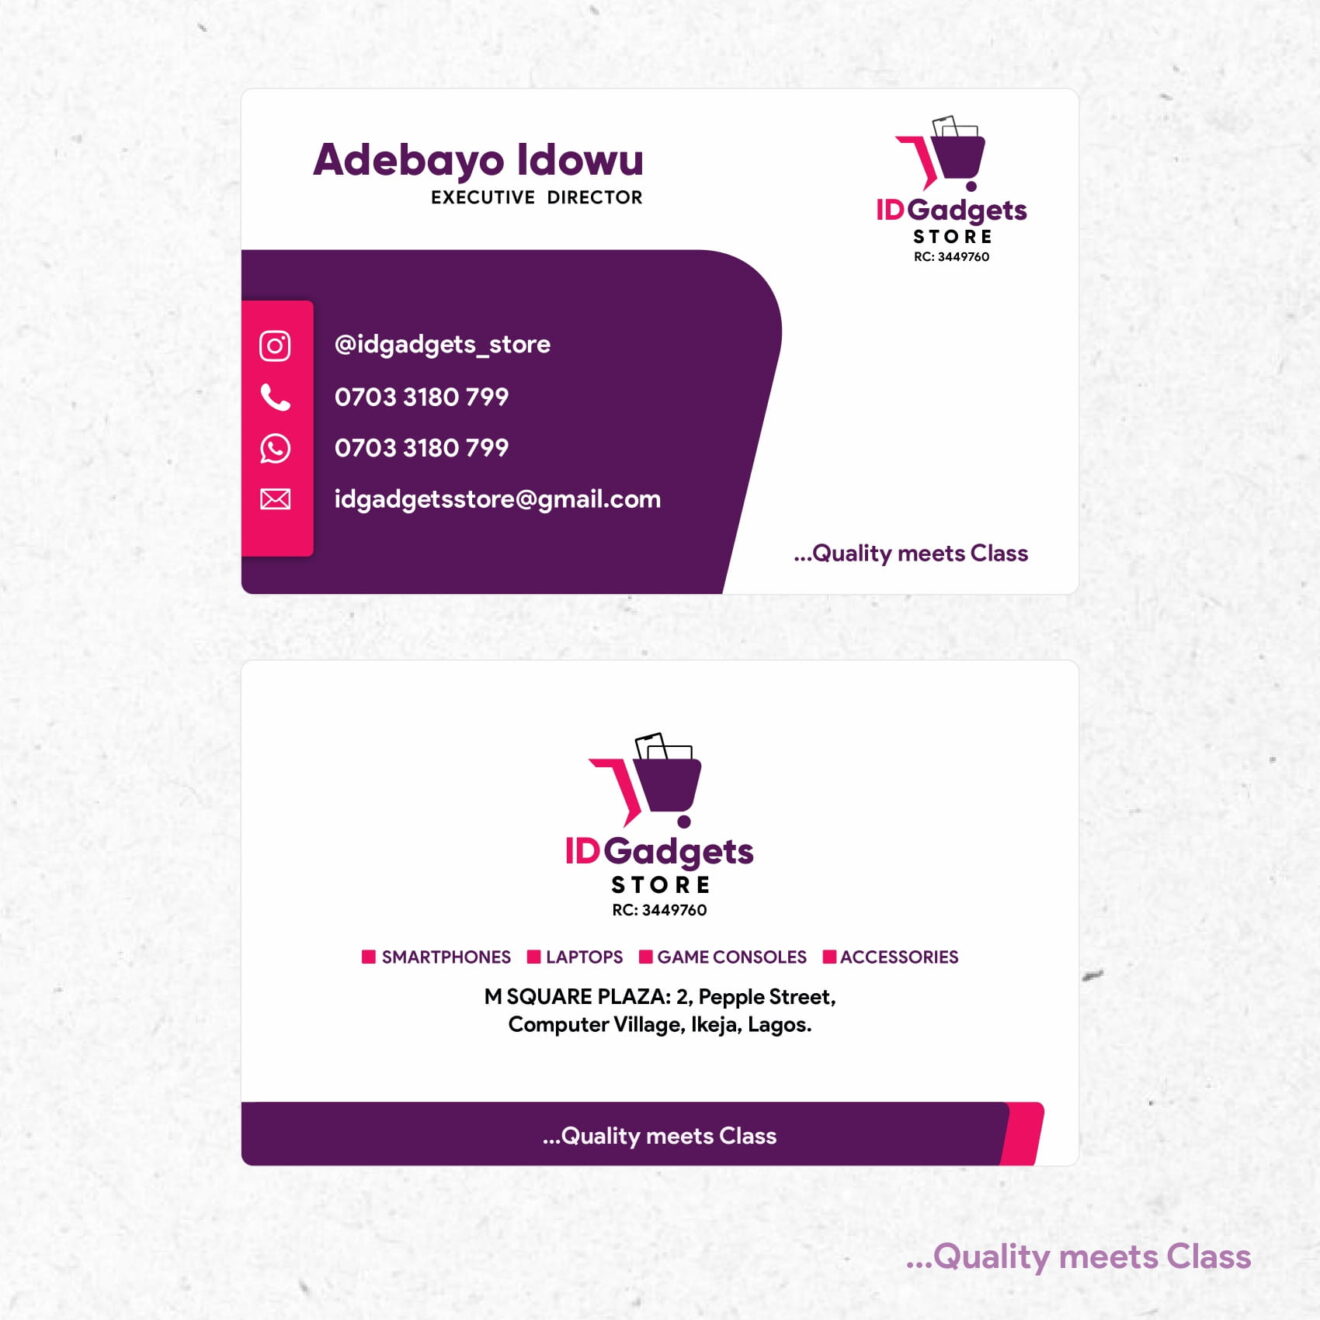 Adebayo Idowu
EXECUTIVE DIRECTOR
IDGadgets
STORE
RC: 3449760
@idgadgets_store
0703 3180 799
0703 3180 799
idgadgetsstore@gmail.com
...Quality meets Class
IDGadgets
STORE
RC: 3449760
SMARTPHONES LAPTOPS GAME CONSOLES ACCESSORIES
M SQUARE PLAZA: 2, Pepple Street,
Computer Village, Ikeja, Lagos.
...Quality meets Class
...Quality meets Class